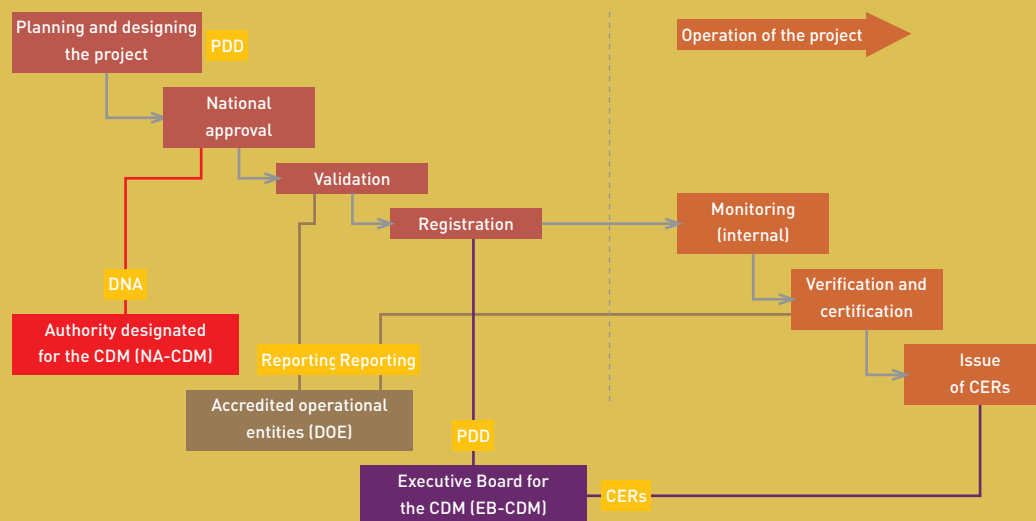 Planning and designing
the project
PDD
Operation of the project
National
approval
Validation
Registration
Monitoring
(internal)
DNA
Verification and
certification
Authority designated
for the CDM (NA-CDM)
Reporting Reporting
Issue
of CERs
Accredited operational
entities (DOE)
PDD
Executive Board for
the CDM (EB-CDM)
CERs